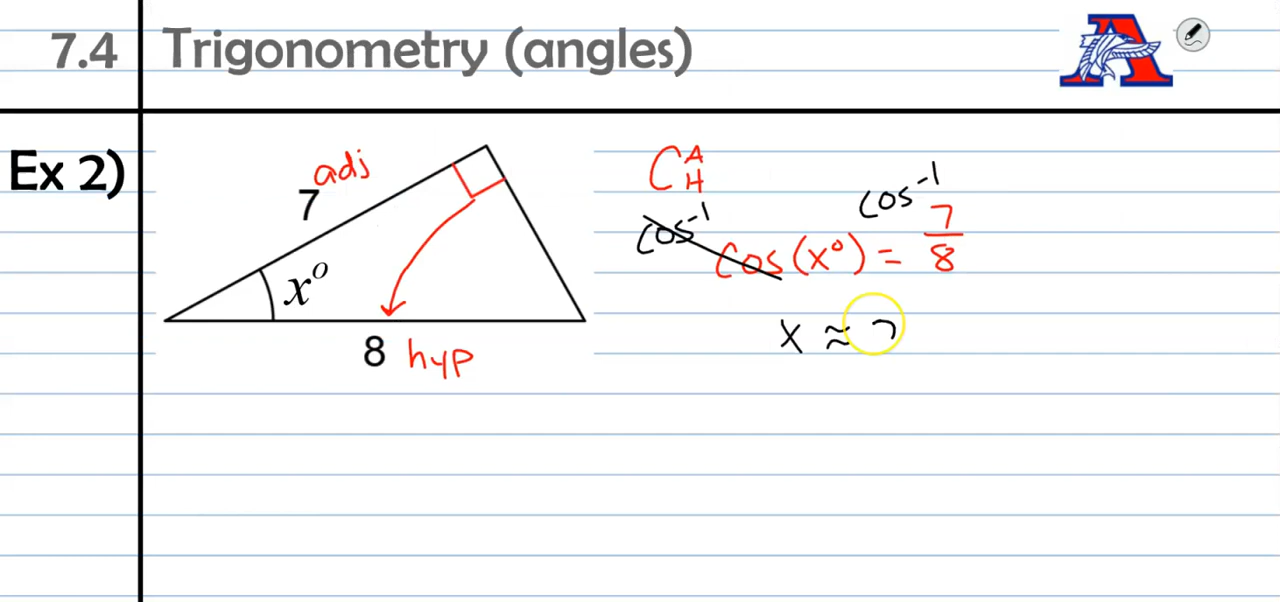 7.4 Trigonometry (angles)
A
Ex 2)
7 adj
x°
8 hyp
C A H
cos⁻¹ cos(x°) = cos⁻¹ 7/8
x ≈